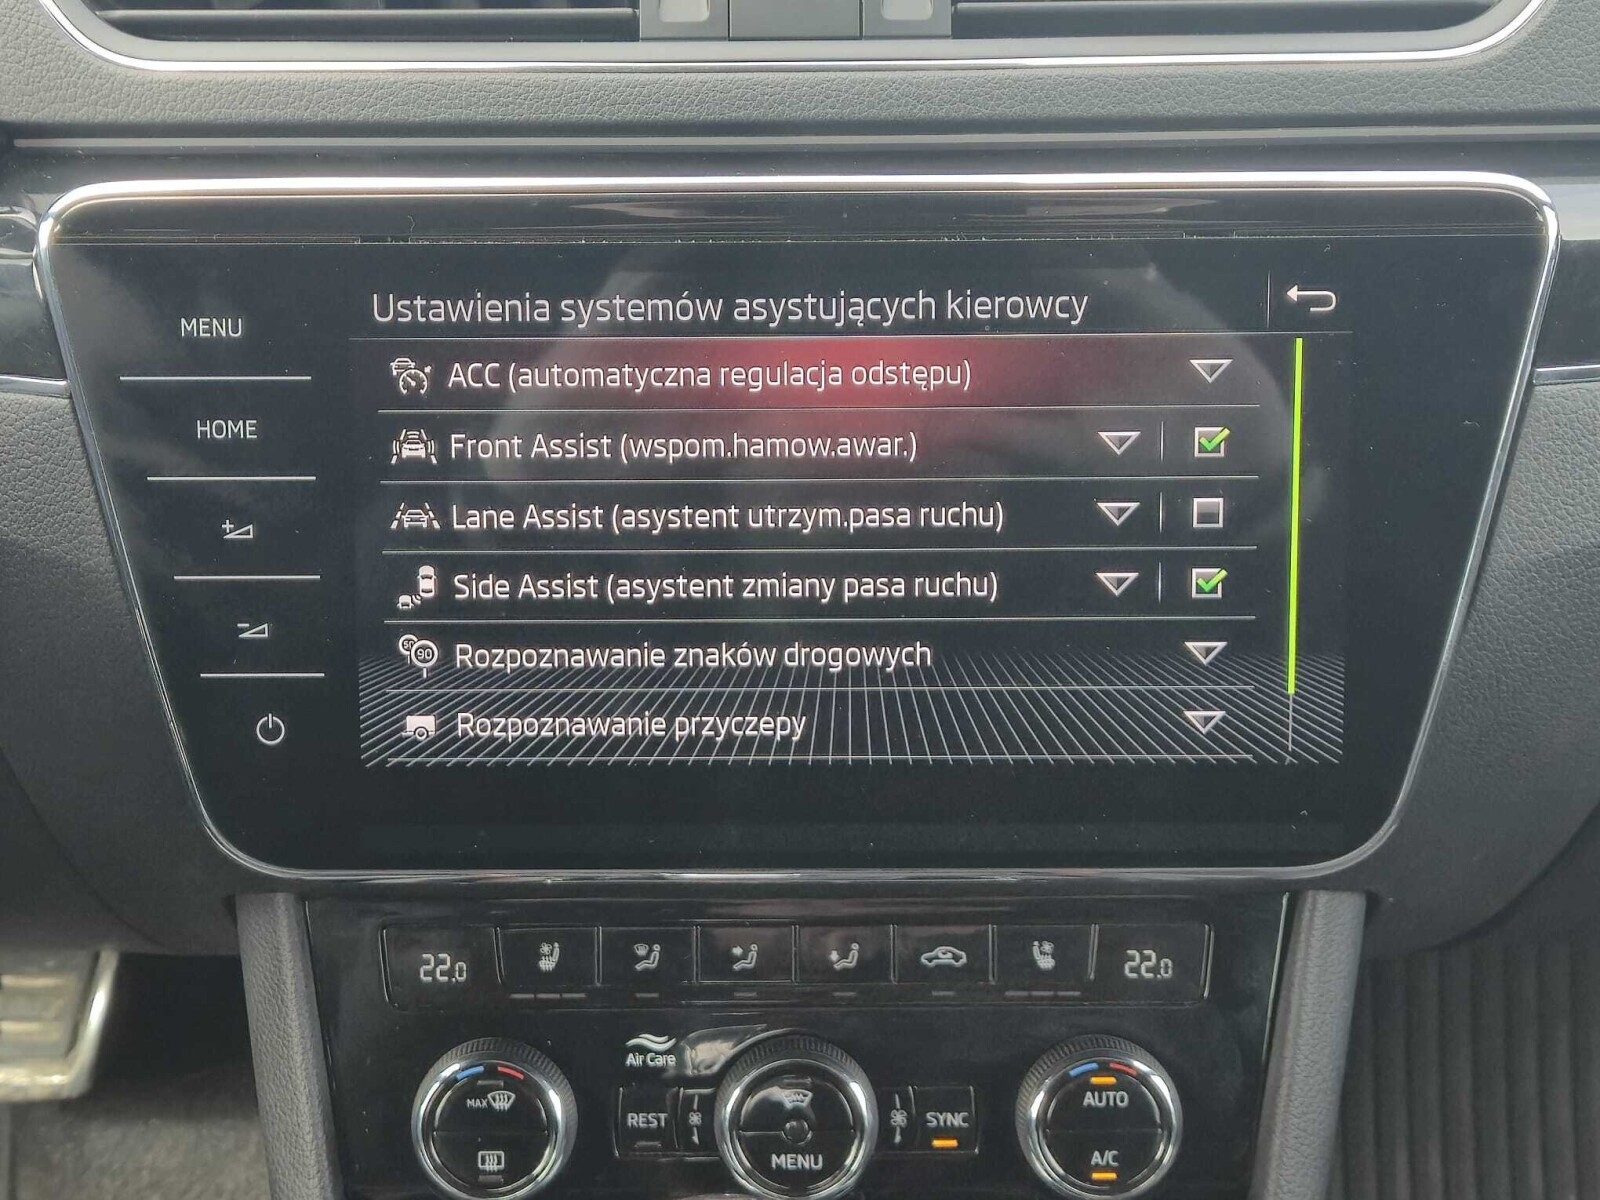 Ustawienia systemów asystujących kierowcy
MENU
ACC (automatyczna regulacja odstępu)
HOME
Front Assist (wspom.hamow.awar.)
Lane Assist (asystent utrzym.pasa ruchu)
Side Assist (asystent zmiany pasa ruchu)
90
Rozpoznawanie znaków drogowych
Rozpoznawanie przyczepy
22.0
22.0
Air Care
MAX
REST
SYNC
AUTO
MENU
A/C